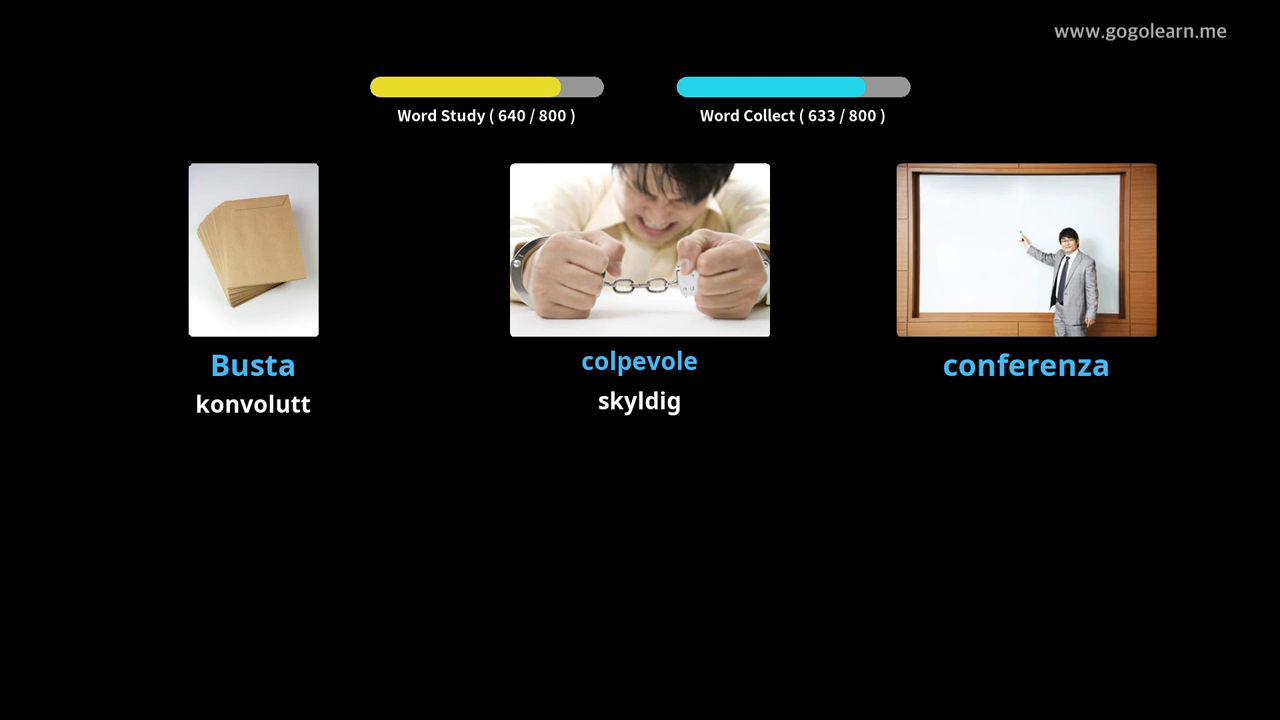 www.gogolearn.me
Word Study ( 640 / 800 )
Word Collect ( 633 / 800 )
Busta
konvolutt
colpevole
skyldig
conferenza